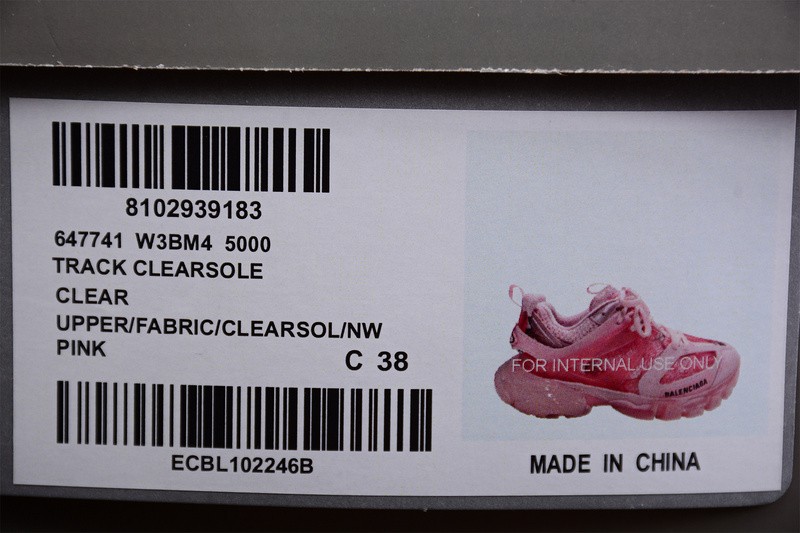 8102939183
647741 W3BM4 5000
TRACK CLEARSOLE
CLEAR
UPPER/FABRIC/CLEARSOL/NW
PINK
C 38
ECBL102246B
FOR INTERNAL USE ONLY
BALENCIAGA
MADE IN CHINA